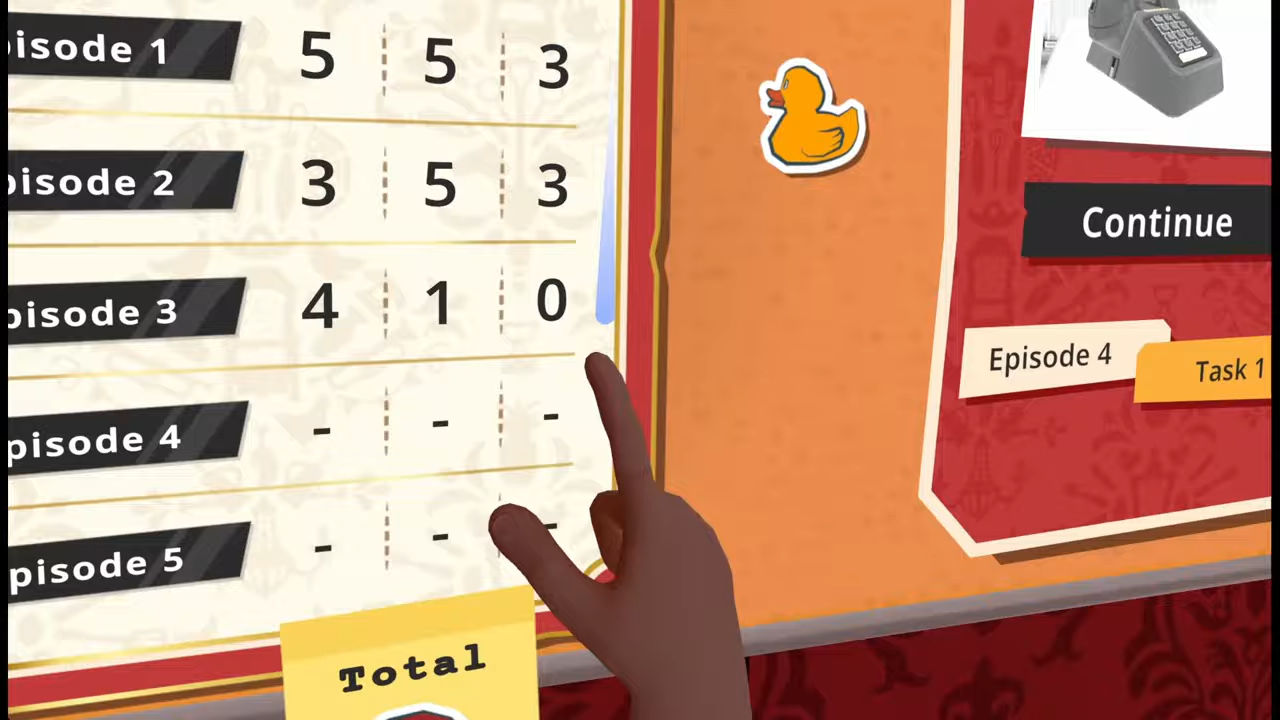 isode 1 5 5 3
pisode 2 3 5 3
pisode 3 4 1 0
pisode 4 - - -
pisode 5 - - -
Total
Continue
Episode 4
Task 1